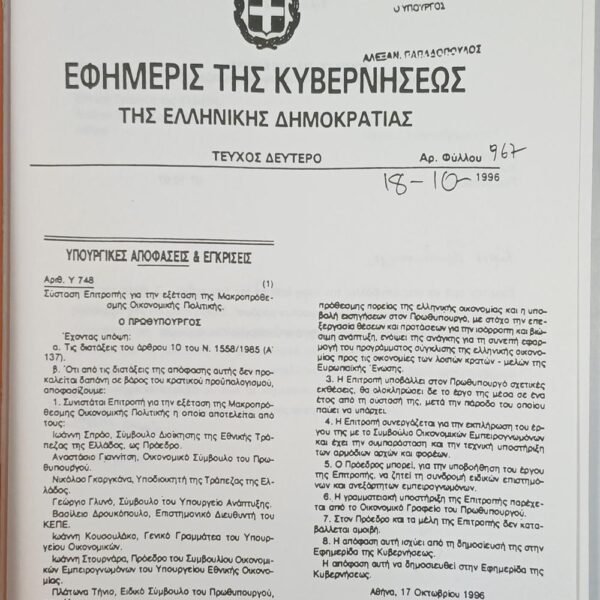 Ο ΥΠΟΥΡΓΟΣ
ΑΛΕΞΑΝ. ΠΑΠΑΔΟΠΟΥΛΟΣ
ΕΦΗΜΕΡΙΣ ΤΗΣ ΚΥΒΕΡΝΗΣΕΩΣ
ΤΗΣ ΕΛΛΗΝΙΚΗΣ ΔΗΜΟΚΡΑΤΙΑΣ
ΤΕΥΧΟΣ ΔΕΥΤΕΡΟ
Αρ. Φύλλου 967
18-10- 1996
ΥΠΟΥΡΓΙΚΕΣ ΑΠΟΦΑΣΕΙΣ & ΕΓΚΡΙΣΕΙΣ
Αριθ. Υ 748 (1)
Σύσταση Επιτροπής για την εξέταση της Μακροπρόθε-
σμης Οικονομικής Πολιτικής.
Ο ΠΡΩΘΥΠΟΥΡΓΟΣ
Έχοντας υπόψη:
α. Τις διατάξεις του άρθρου 10 του Ν. 1558/1985 (Α΄
137).
β. Ότι από τις διατάξεις της απόφασης αυτής δεν προ-
καλείται δαπάνη σε βάρος του κρατικού προϋπολογισμού,
αποφασίζουμε:
1. Συνιστάται Επιτροπή για την εξέταση της Μακροπρό-
θεσμης Οικονομικής Πολιτικής η οποία αποτελείται από
τους:
Ιωάννη Σπράο, Σύμβουλο Διοίκησης της Εθνικής Τρά-
πεζας της Ελλάδος, ως Πρόεδρο.
Αναστάσιο Γιαννίτση, Οικονομικό Σύμβουλο του Πρω-
θυπουργού.
Νικόλαο Γκαργκάνα, Υποδιοικητή της Τράπεζας της Ελ-
λάδος.
Γεώργιο Γλυνό, Σύμβουλο του Υπουργείο Ανάπτυξης.
Βασίλειο Δρουκόπουλο, Επιστημονικό Διευθυντή του
ΚΕΠΕ.
Ιωάννη Κουσουλάκο, Γενικό Γραμματέα του Υπουρ-
γείου Οικονομικών.
Ιωάννη Στουρνάρα, Πρόεδρο του Συμβουλίου Οικονομι-
κών Εμπειρογνωμόνων του Υπουργείου Εθνικής Οικονο-
μίας.
Πλάτωνα Τήνιο, Ειδικό Σύμβουλο του Πρωθυπουργού,
πρόθεσμης πορείας της ελληνικής οικονομίας και η υπο-
βολή εισηγήσεων στον Πρωθυπουργό, με στόχο την επε-
ξεργασία θέσεων και προτάσεων για την ισόρροπη και βιώ-
σιμη ανάπτυξη, ενόψει της ανάγκης για τη συνεπή εφαρ-
μογή του προγράμματος σύγκλισης της ελληνικής οικονο-
μίας προς τις οικονομίες των λοιπών κρατών - μελών της
Ευρωπαϊκής Ένωσης.
3. Η Επιτροπή υποβάλλει στον Πρωθυπουργό σχετικές
εκθέσεις, θα ολοκληρώσει δε το έργο της μέσα σε ένα
έτος από τη σύστασή της, μετά την πάροδο του οποίου
παύει να υπάρχει.
4. Η Επιτροπή συνεργάζεται για την εκπλήρωση του έρ-
γου της με το Συμβούλιο Οικονομικών Εμπειρογνωμόνων
και έχει την συμπαράσταση και την τεχνική υποστήριξη
των αρμόδιων αρχών και φορέων.
5. Ο Πρόεδρος μπορεί, για την υποβοήθηση του έργου
της Επιτροπής, να ζητεί τη συνδρομή ειδικών επιστημό-
νων και ανεξάρτητων εμπειρογνωμόνων.
6. Η γραμματειακή υποστήριξη της Επιτροπής παρέχε-
ται από το Οικονομικό Γραφείο του Πρωθυπουργού.
7. Στον Πρόεδρο και τα μέλη της Επιτροπής δεν κατα-
βάλλεται αμοιβή.
8. Η απόφαση αυτή ισχύει από τη δημοσίευσή της στην
Εφημερίδα της Κυβερνήσεως.
Η απόφαση αυτή να δημοσιευθεί στην Εφημερίδα της
Κυβερνήσεως.
Αθήνα, 17 Οκτωβρίου 1996